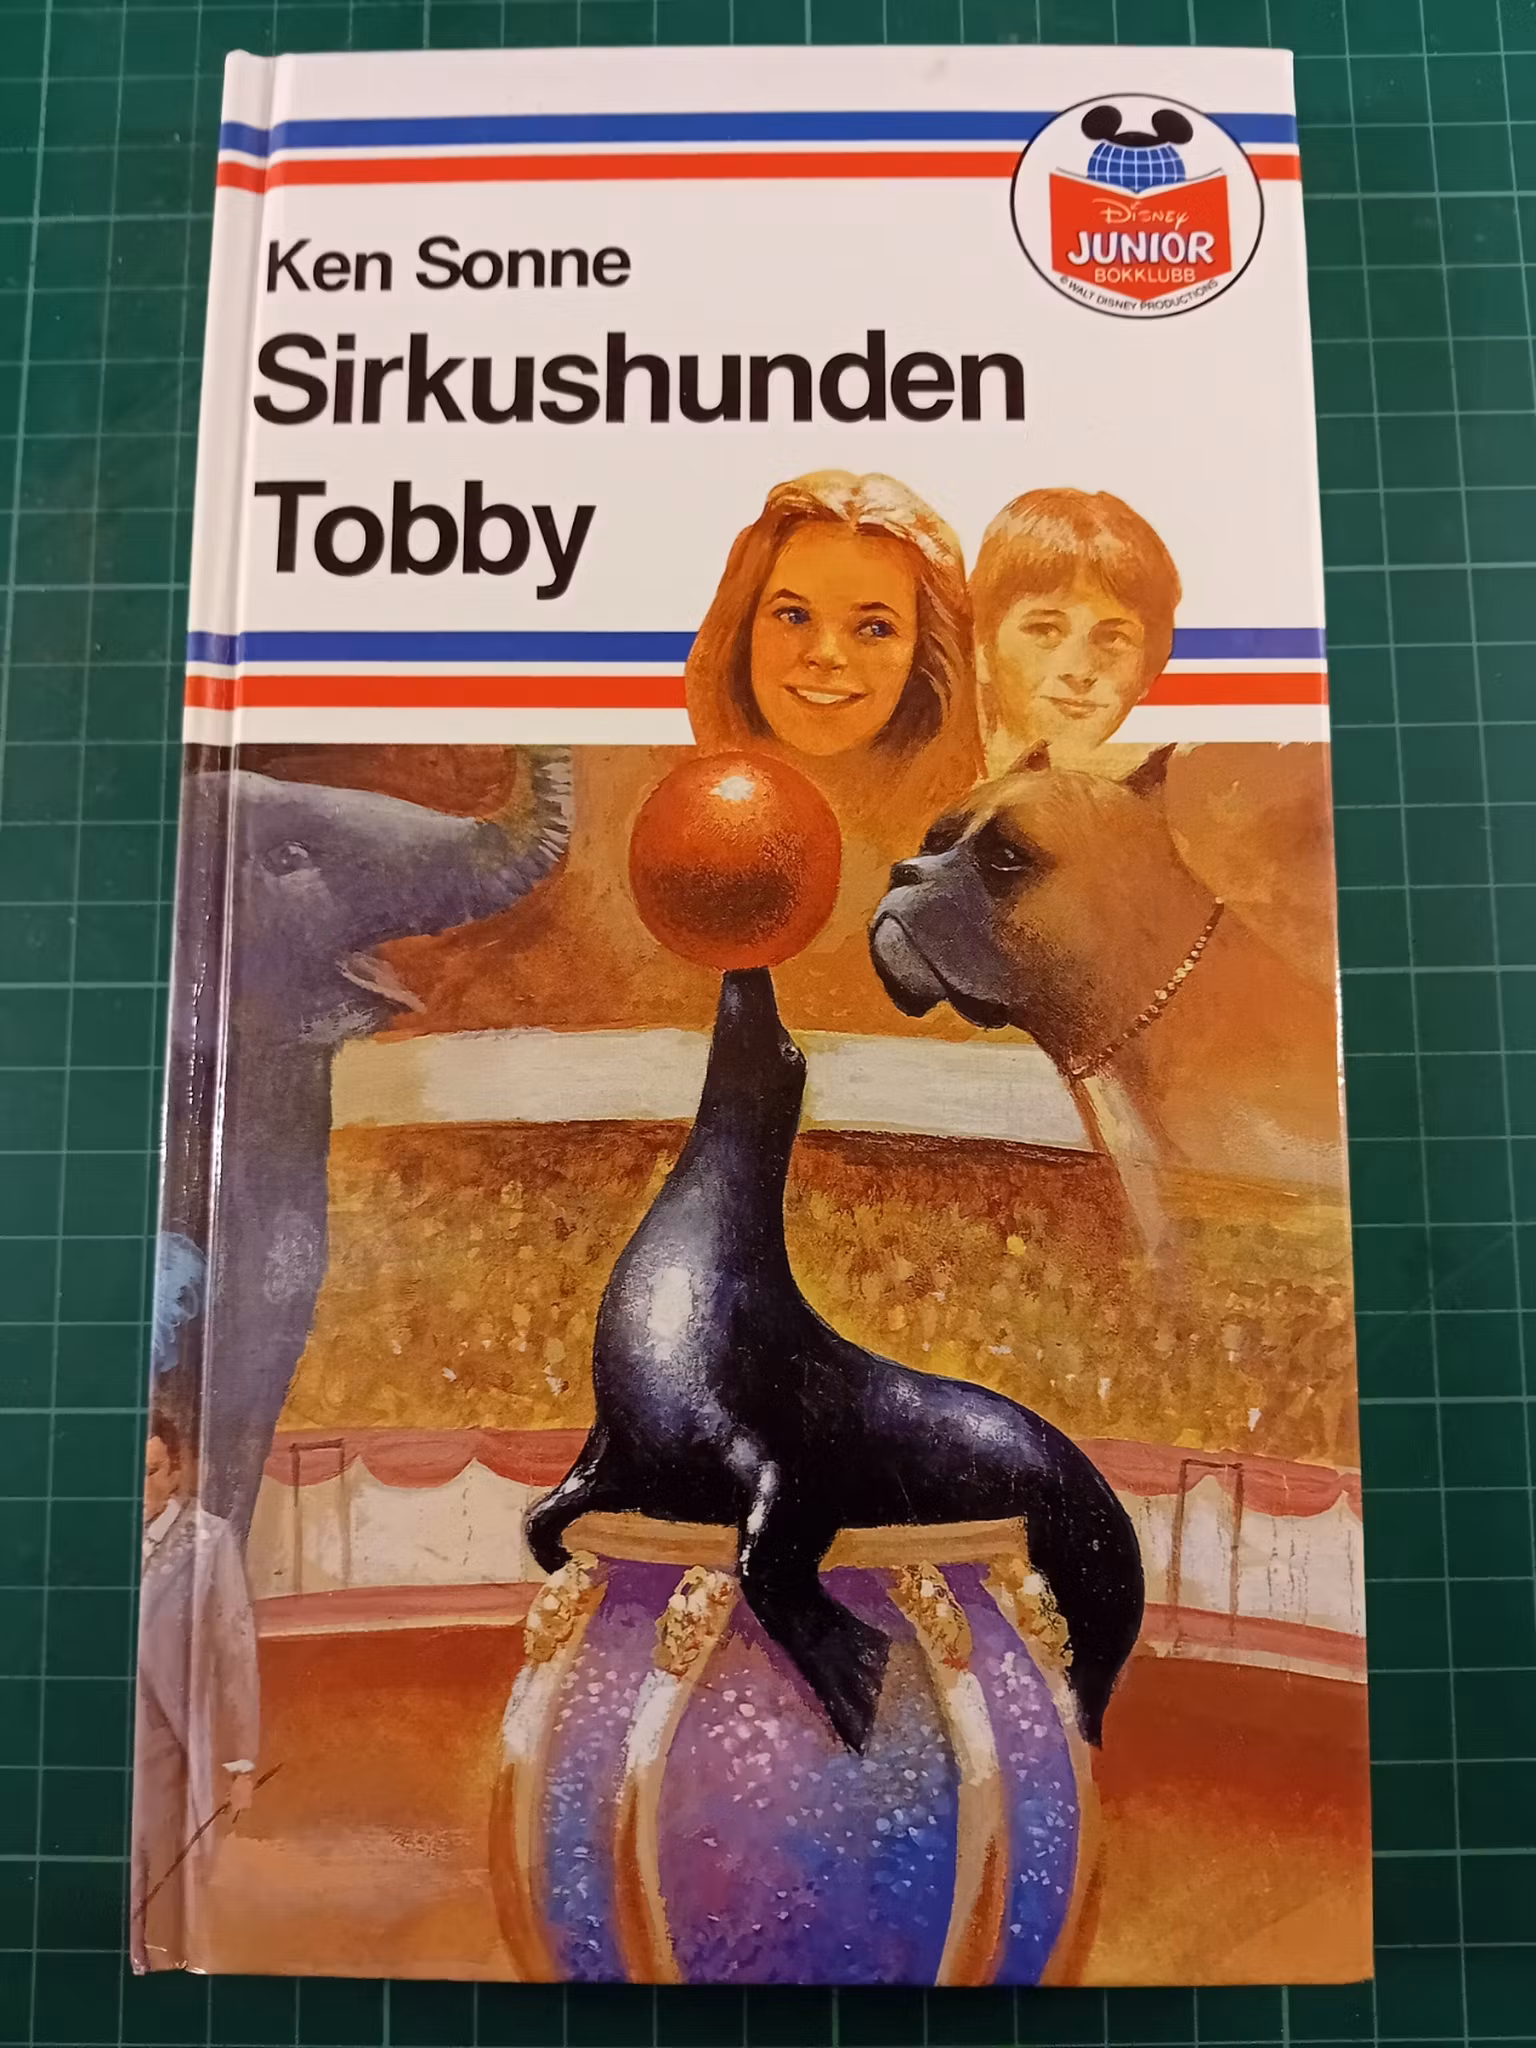 Ken Sonne
Sirkushunden
Tobby
Disney
JUNIOR
BOKKLUBB
© WALT DISNEY PRODUCTIONS